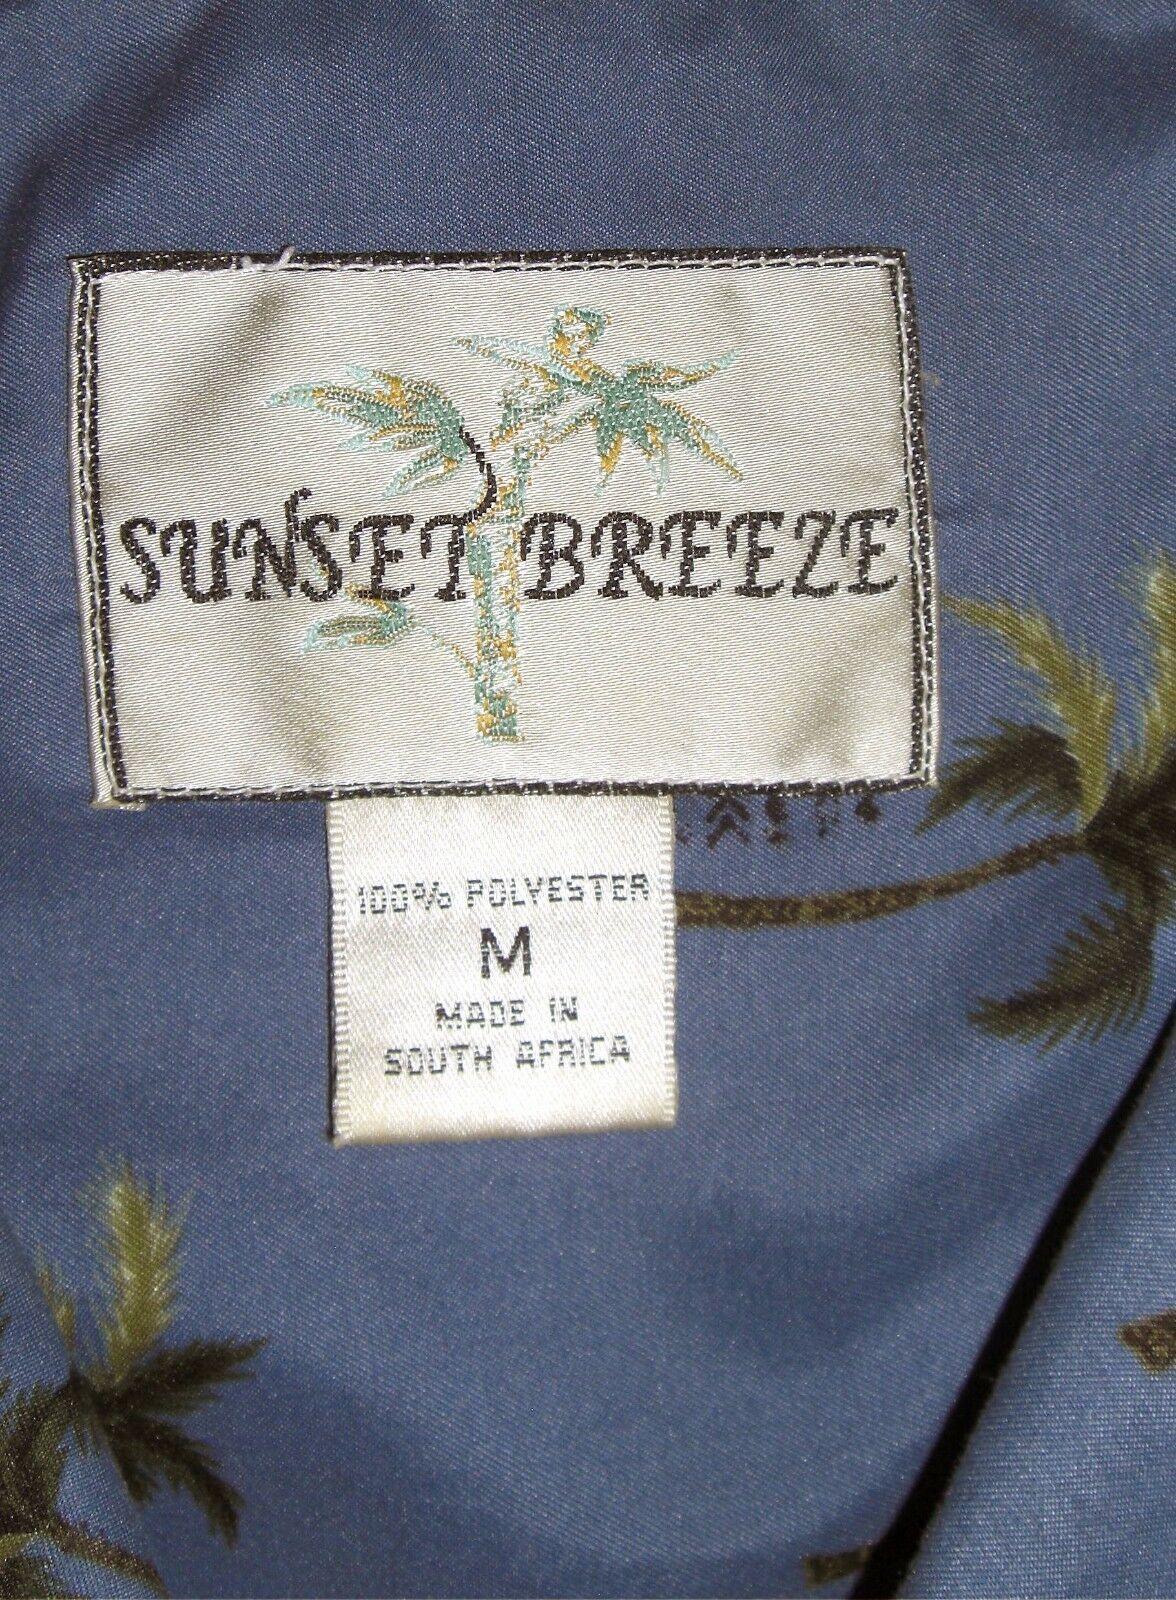 SUNSET BREEZE
100% POLYESTER
M
MADE IN
SOUTH AFRICA